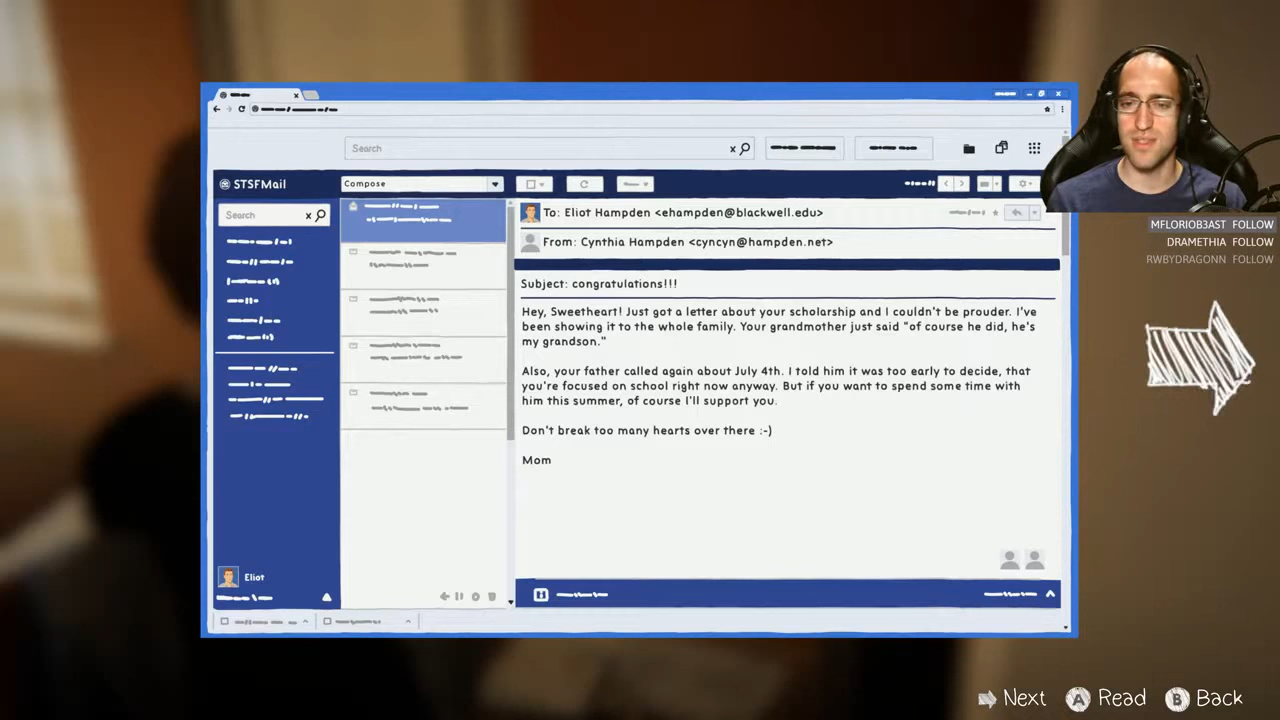 Search
STSFMail
Compose
Search
To: Eliot Hampden <ehampden@blackwell.edu>
From: Cynthia Hampden <cyncyn@hampden.net>
Subject: congratulations!!!
Hey, Sweetheart! Just got a letter about your scholarship and I couldn't be prouder. I've
been showing it to the whole family. Your grandmother just said "of course he did, he's
my grandson."
Also, your father called again about July 4th. I told him it was too early to decide, that
you're focused on school right now anyway. But if you want to spend some time with
him this summer, of course I'll support you.
Don't break too many hearts over there :-)
Mom
Eliot
MFLORIOB3AST FOLLOW
DRAMETHIA FOLLOW
RWBYDRAGONN FOLLOW
Next A Read B Back